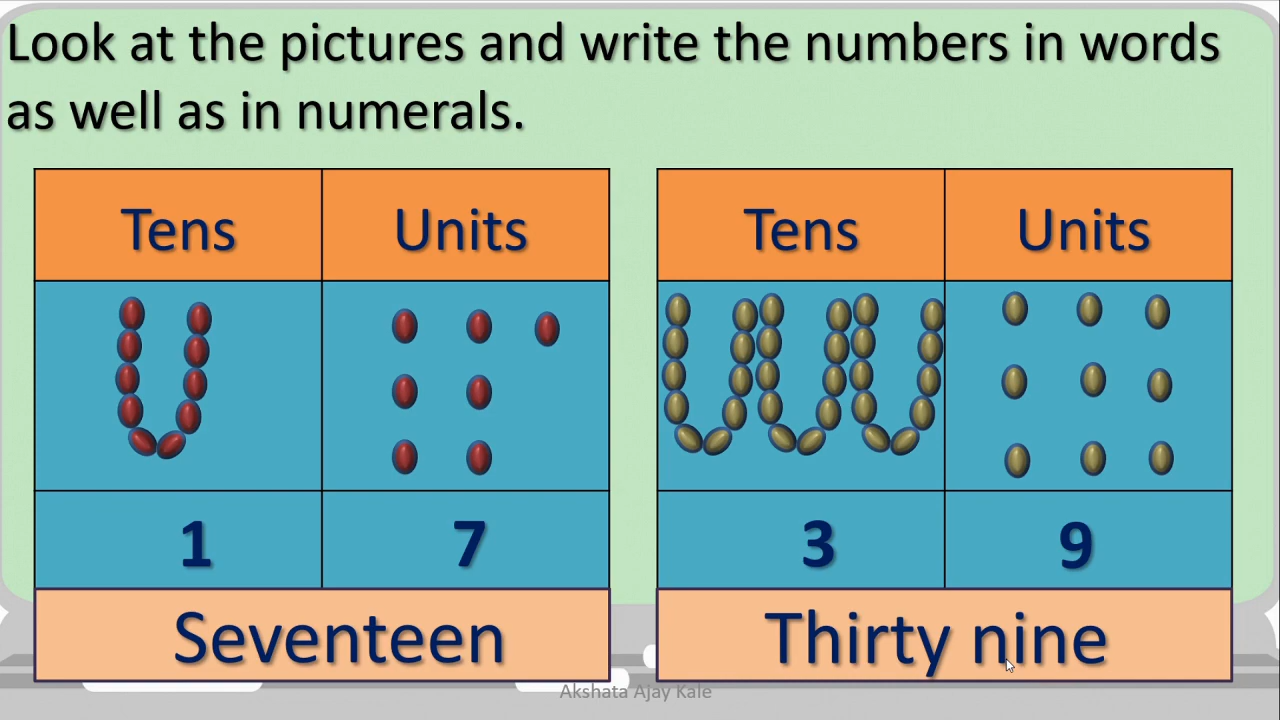 Look at the pictures and write the numbers in words
as well as in numerals.
Tens Units
1 7
Seventeen
Tens Units
3 9
Thirty nine
Akshata Ajay Kale